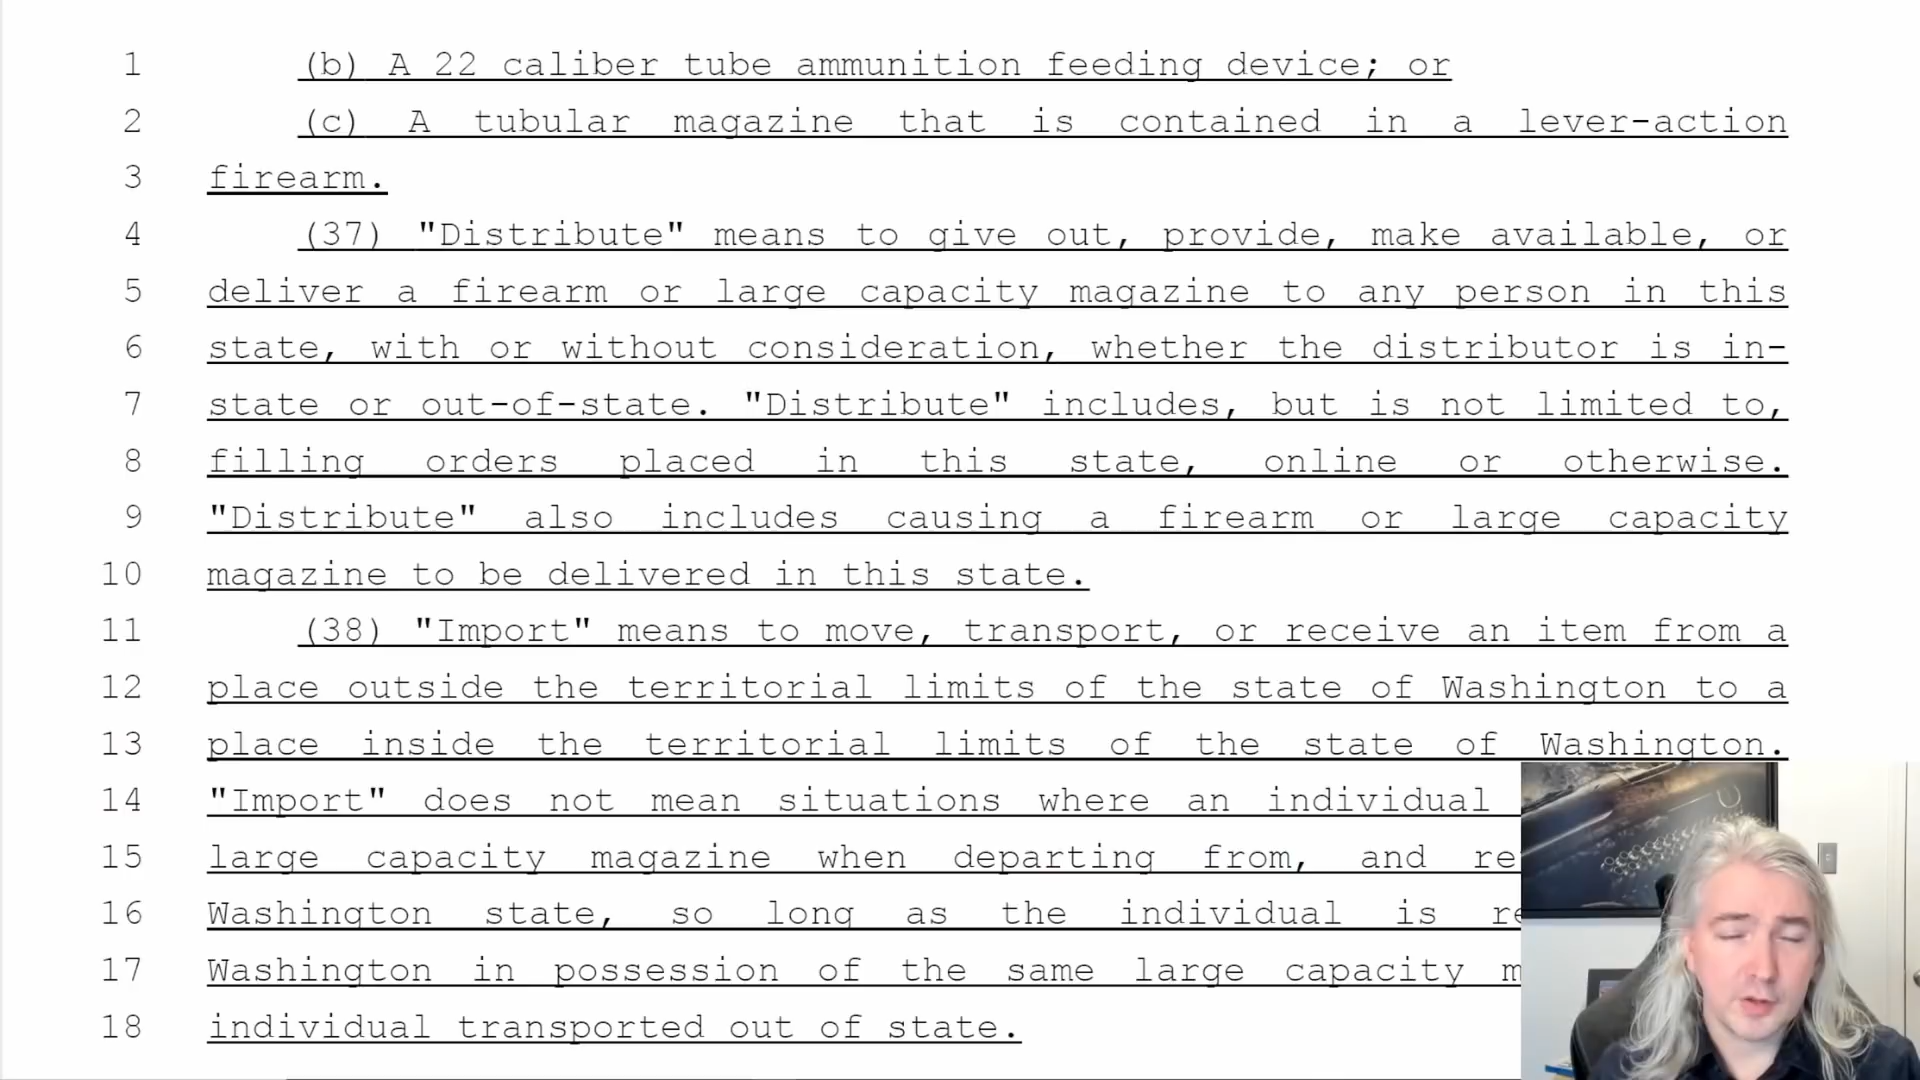 1 (b) A 22 caliber tube ammunition feeding device; or
2 (c) A tubular magazine that is contained in a lever-action
3 firearm.
4 (37) "Distribute" means to give out, provide, make available, or
5 deliver a firearm or large capacity magazine to any person in this
6 state, with or without consideration, whether the distributor is in-
7 state or out-of-state. "Distribute" includes, but is not limited to,
8 filling orders placed in this state, online or otherwise.
9 "Distribute" also includes causing a firearm or large capacity
10 magazine to be delivered in this state.
11 (38) "Import" means to move, transport, or receive an item from a
12 place outside the territorial limits of the state of Washington to a
13 place inside the territorial limits of the state of Washington.
14 "Import" does not mean situations where an individual
15 large capacity magazine when departing from, and
16 Washington state, so long as the individual is
17 Washington in possession of the same large capacity
18 individual transported out of state.